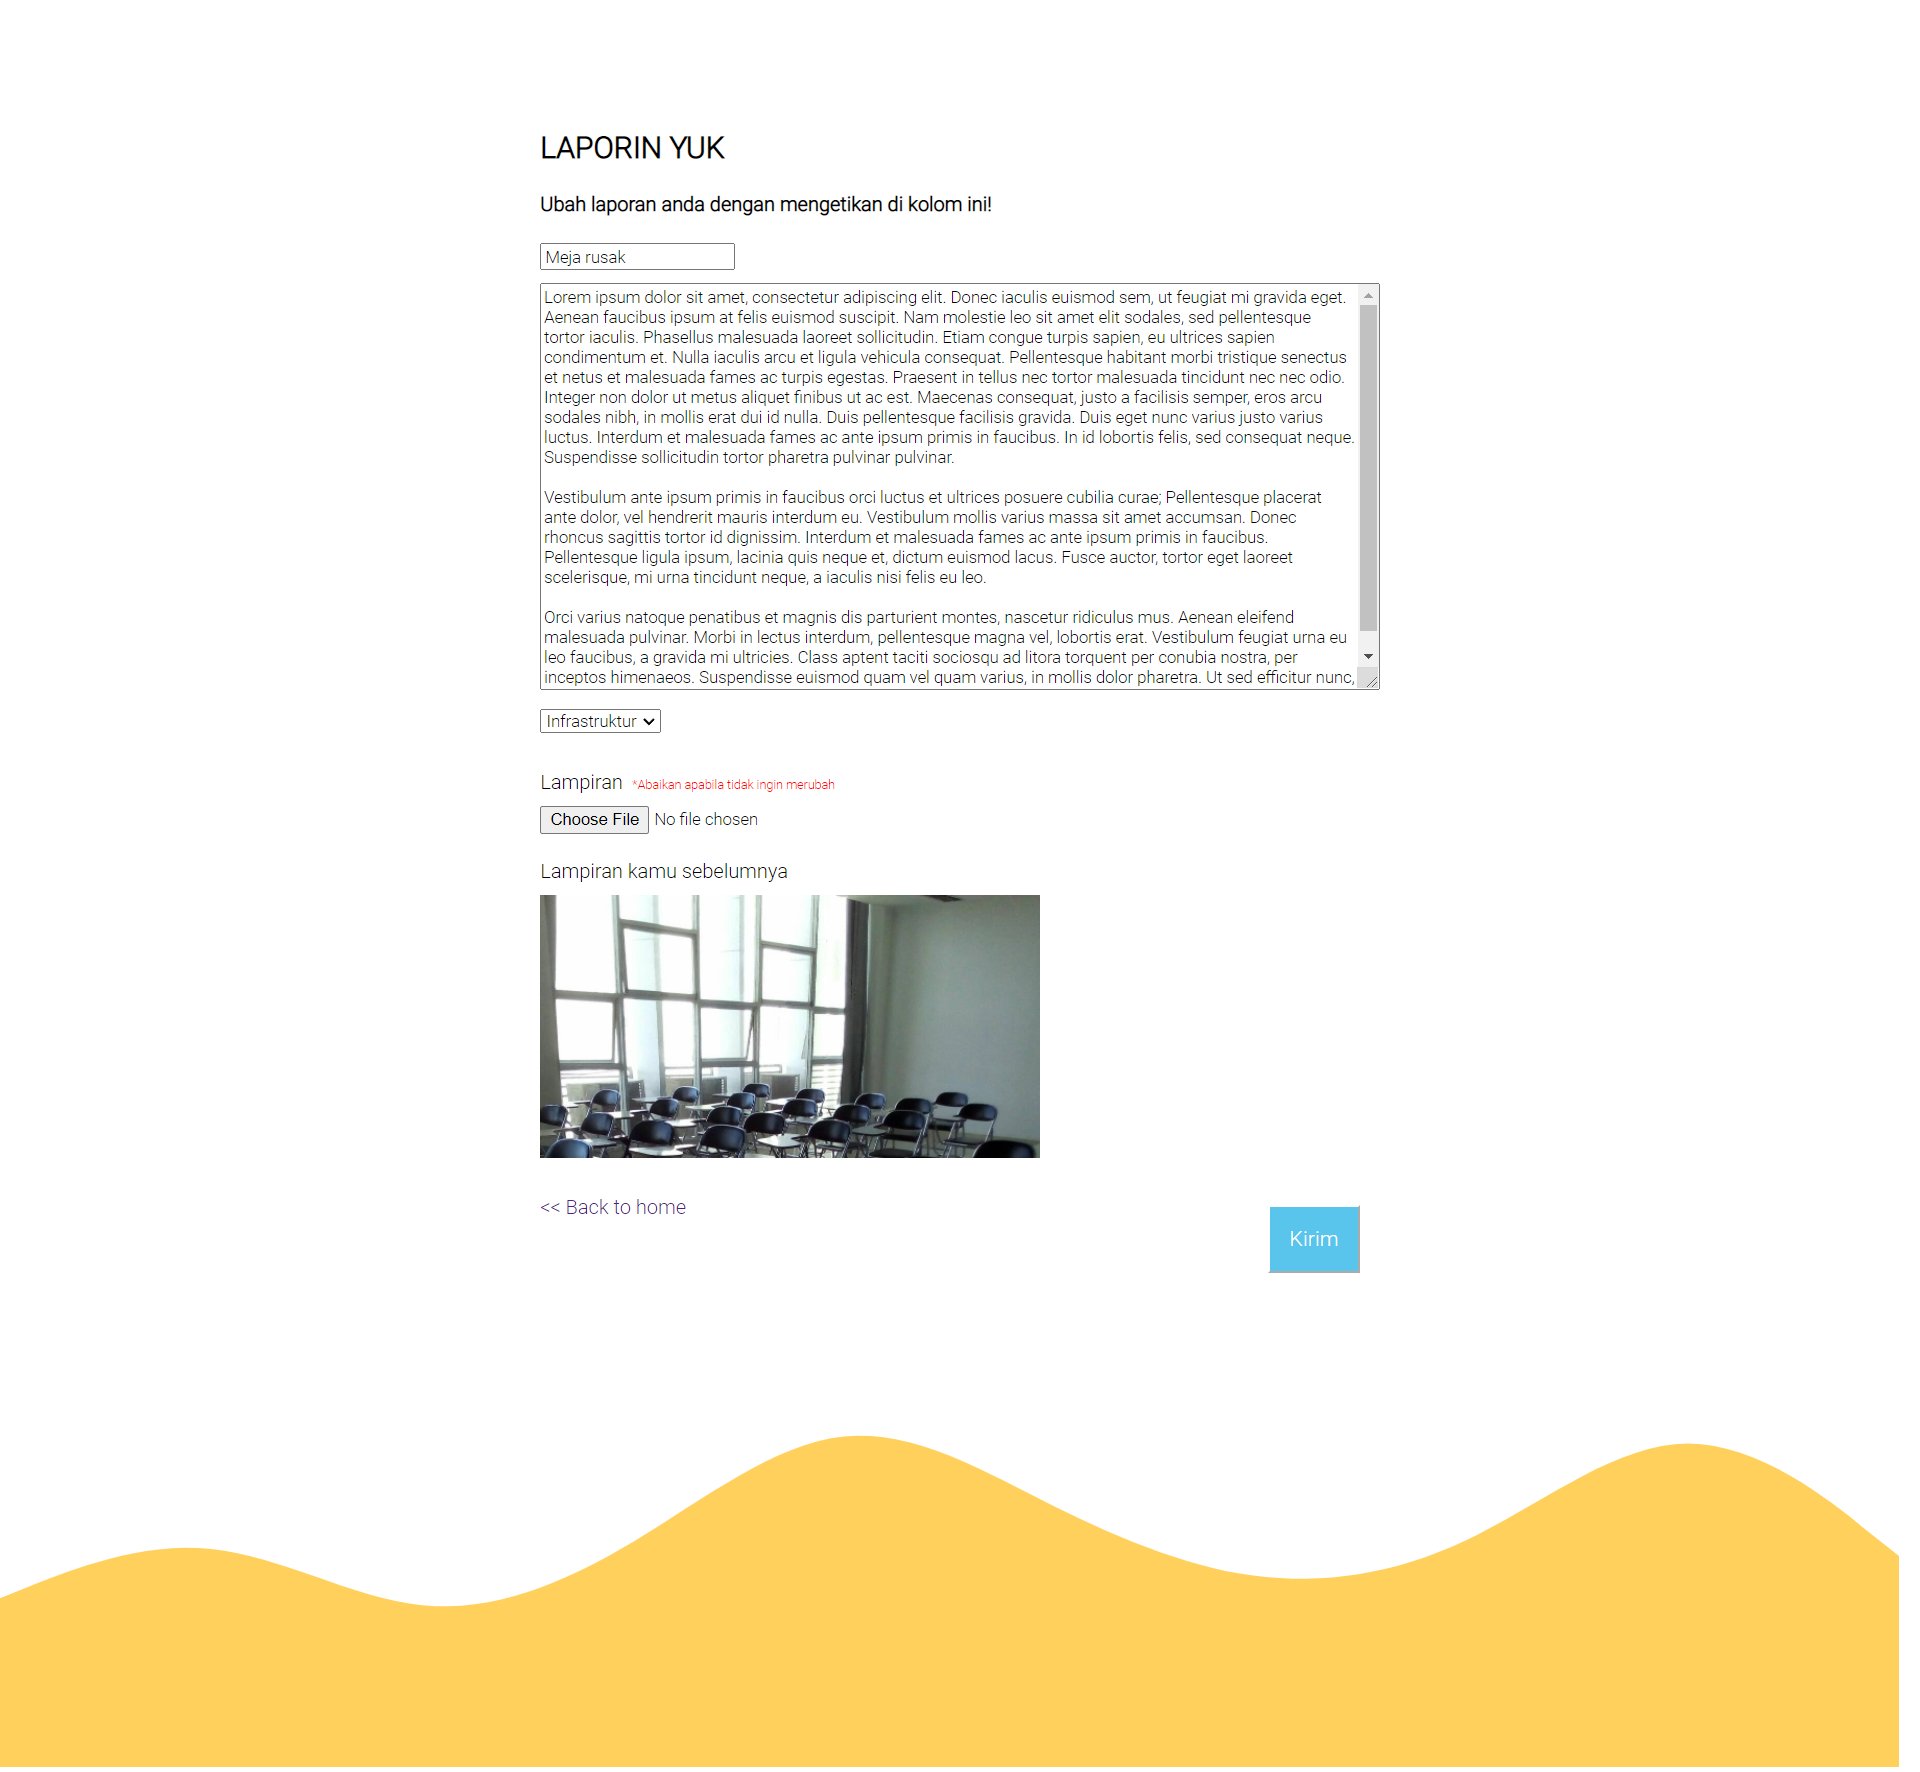 LAPORIN YUK
Ubah laporan anda dengan mengetikan di kolom ini!
Meja rusak
Lorem ipsum dolor sit amet, consectetur adipiscing elit. Donec iaculis euismod sem, ut feugiat mi gravida eget.
Aenean faucibus ipsum at felis euismod suscipit. Nam molestie leo sit amet elit sodales, sed pellentesque
tortor iaculis. Phasellus malesuada laoreet sollicitudin. Etiam congue turpis sapien, eu ultrices sapien
condimentum et. Nulla iaculis arcu et ligula vehicula consequat. Pellentesque habitant morbi tristique senectus
et netus et malesuada fames ac turpis egestas. Praesent in tellus nec tortor malesuada tincidunt nec nec odio.
Integer non dolor ut metus aliquet finibus ut ac est. Maecenas consequat, justo a facilisis semper, eros arcu
sodales nibh, in mollis erat dui id nulla. Duis pellentesque facilisis gravida. Duis eget nunc varius justo varius
luctus. Interdum et malesuada fames ac ante ipsum primis in faucibus. In id lobortis felis, sed consequat neque.
Suspendisse sollicitudin tortor pharetra pulvinar pulvinar.
Vestibulum ante ipsum primis in faucibus orci luctus et ultrices posuere cubilia curae; Pellentesque placerat
ante dolor, vel hendrerit mauris interdum eu. Vestibulum mollis varius massa sit amet accumsan. Donec
rhoncus sagittis tortor id dignissim. Interdum et malesuada fames ac ante ipsum primis in faucibus.
Pellentesque ligula ipsum, lacinia quis neque et, dictum euismod lacus. Fusce auctor, tortor eget laoreet
scelerisque, mi urna tincidunt neque, a iaculis nisi felis eu leo.
Orci varius natoque penatibus et magnis dis parturient montes, nascetur ridiculus mus. Aenean eleifend
malesuada pulvinar. Morbi in lectus interdum, pellentesque magna vel, lobortis erat. Vestibulum feugiat urna eu
leo faucibus, a gravida mi ultricies. Class aptent taciti sociosqu ad litora torquent per conubia nostra, per
inceptos himenaeos. Suspendisse euismod quam vel quam varius, in mollis dolor pharetra. Ut sed efficitur nunc,
Infrastruktur
Lampiran *Abaikan apabila tidak ingin merubah
Choose File No file chosen
Lampiran kamu sebelumnya
<< Back to home
Kirim